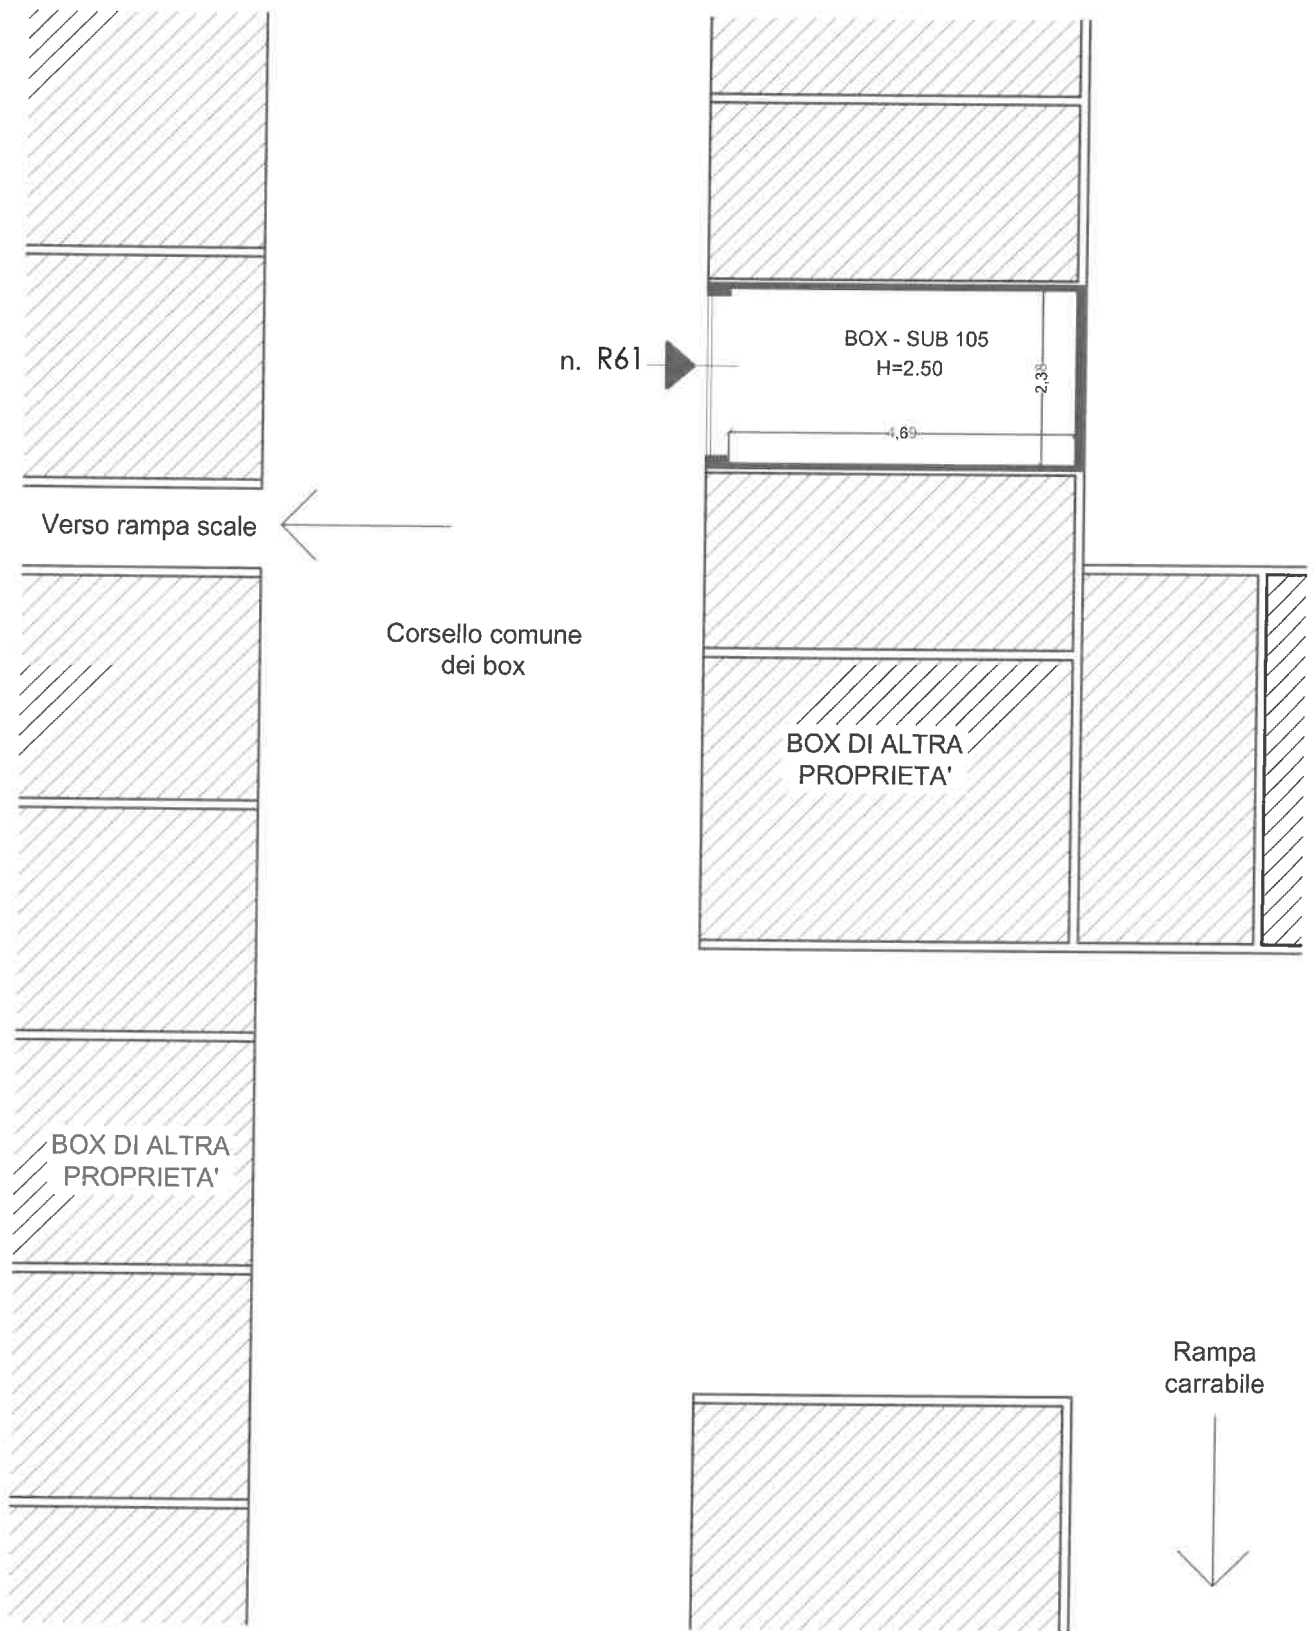 BOX - SUB 105
H=2.50
n. R61
2,38
4,69
Verso rampa scale
Corsello comune
dei box
BOX DI ALTRA
PROPRIETA'
BOX DI ALTRA
PROPRIETA'
Rampa
carrabile